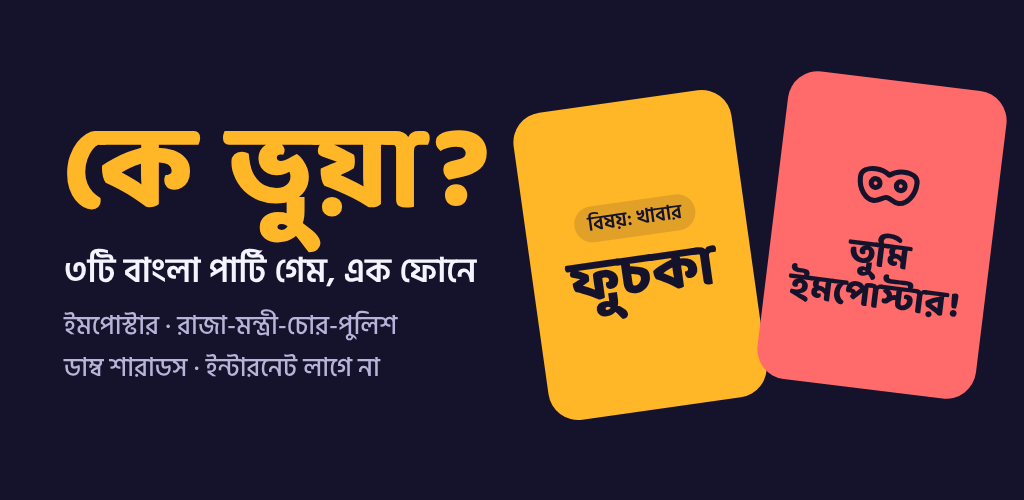 কে ভুয়া?
৩টি বাংলা পার্টি গেম, এক ফোনে
ইমপোস্টার · রাজা-মন্ত্রী-চোর-পুলিশ
ডাম্ব শারাডস · ইন্টারনেট লাগে না
বিষয়: খাবার
ফুচকা
তুমি
ইমপোস্টার!